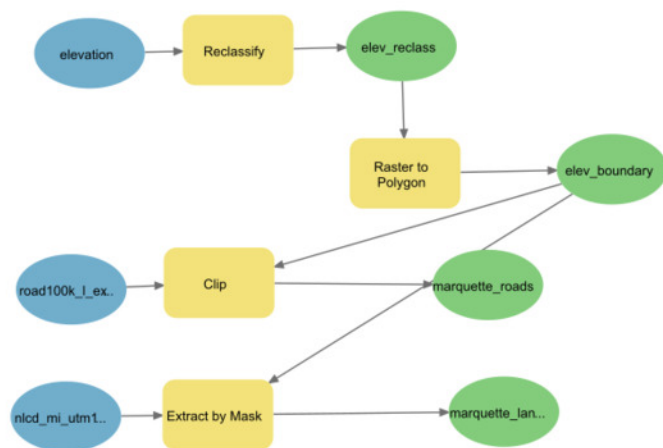 elevation
Reclassify
elev_reclass
Raster to
Polygon
elev_boundary
road100k_l_ex..
Clip
marquette_roads
nlcd_mi_utm1...
Extract by Mask
marquette_lan...